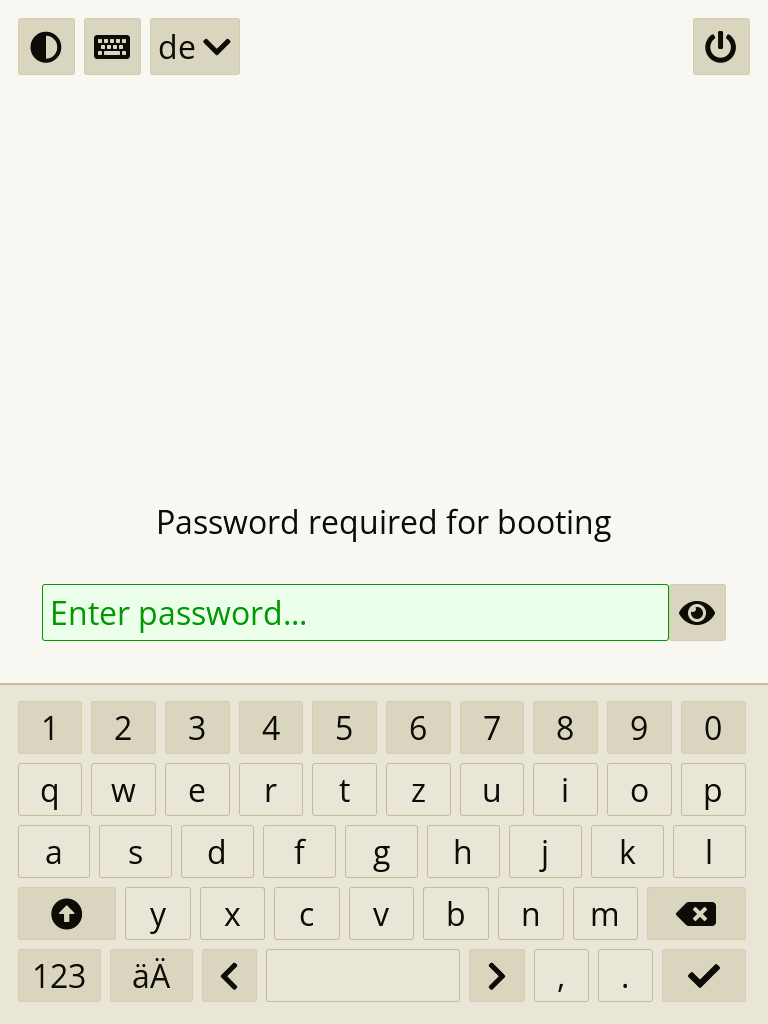 de
Password required for booting
Enter password...
1 2 3 4 5 6 7 8 9 0
q w e r t z u i o p
a s d f g h j k l
y x c v b n m
123 äÄ , .